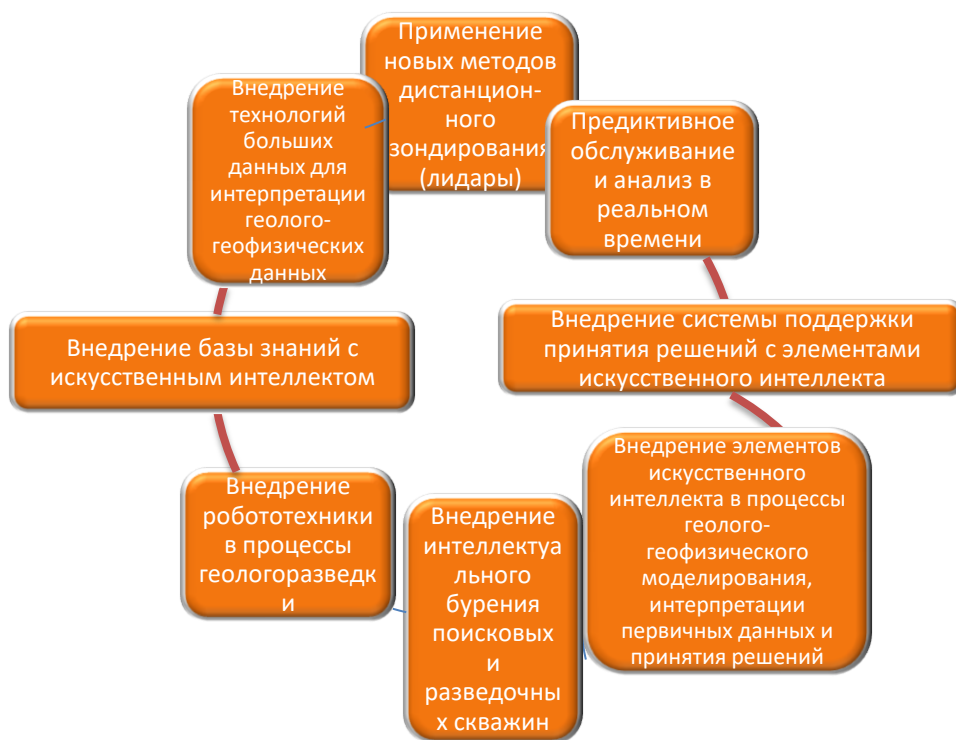 Применение
новых методов
дистанцион-
ного
зондирования
(лидары)
Предиктивное
обслуживание
и анализ в
реальном
времени
Внедрение системы поддержки
принятия решений с элементами
искусственного интеллекта
Внедрение элементов
искусственного
интеллекта в процессы
геолого-
геофизического
моделирования,
интерпретации
первичных данных и
принятия решений
Внедрение
интеллектуа
льного
бурения
поисковых
и
разведочны
х скважин
Внедрение
робототехники
в процессы
геологоразведк
и
Внедрение базы знаний с
искусственным интеллектом
Внедрение
технологий
больших
данных для
интерпретации
геолого-
геофизических
данных